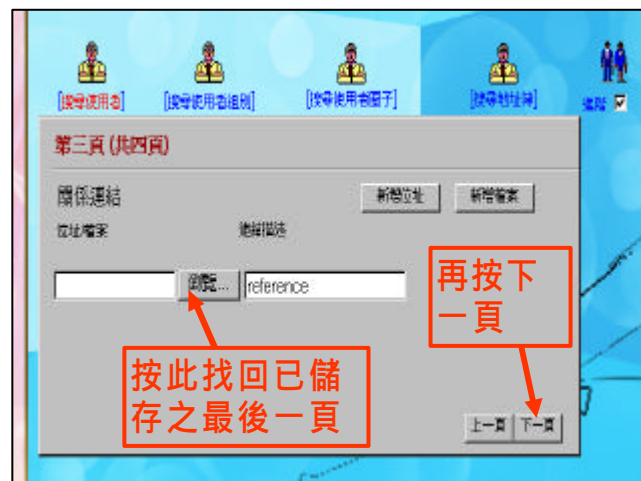 [搜尋使用者] [搜尋使用者組別] [搜尋使用者圈子] [搜尋地址簿] 進階
第三頁 (共四頁)
關係連結 新增位址 新增檔案
位址/檔案 連結描述
瀏覽... reference
再按下
一頁
按此找回已儲
存之最後一頁
上一頁 下一頁